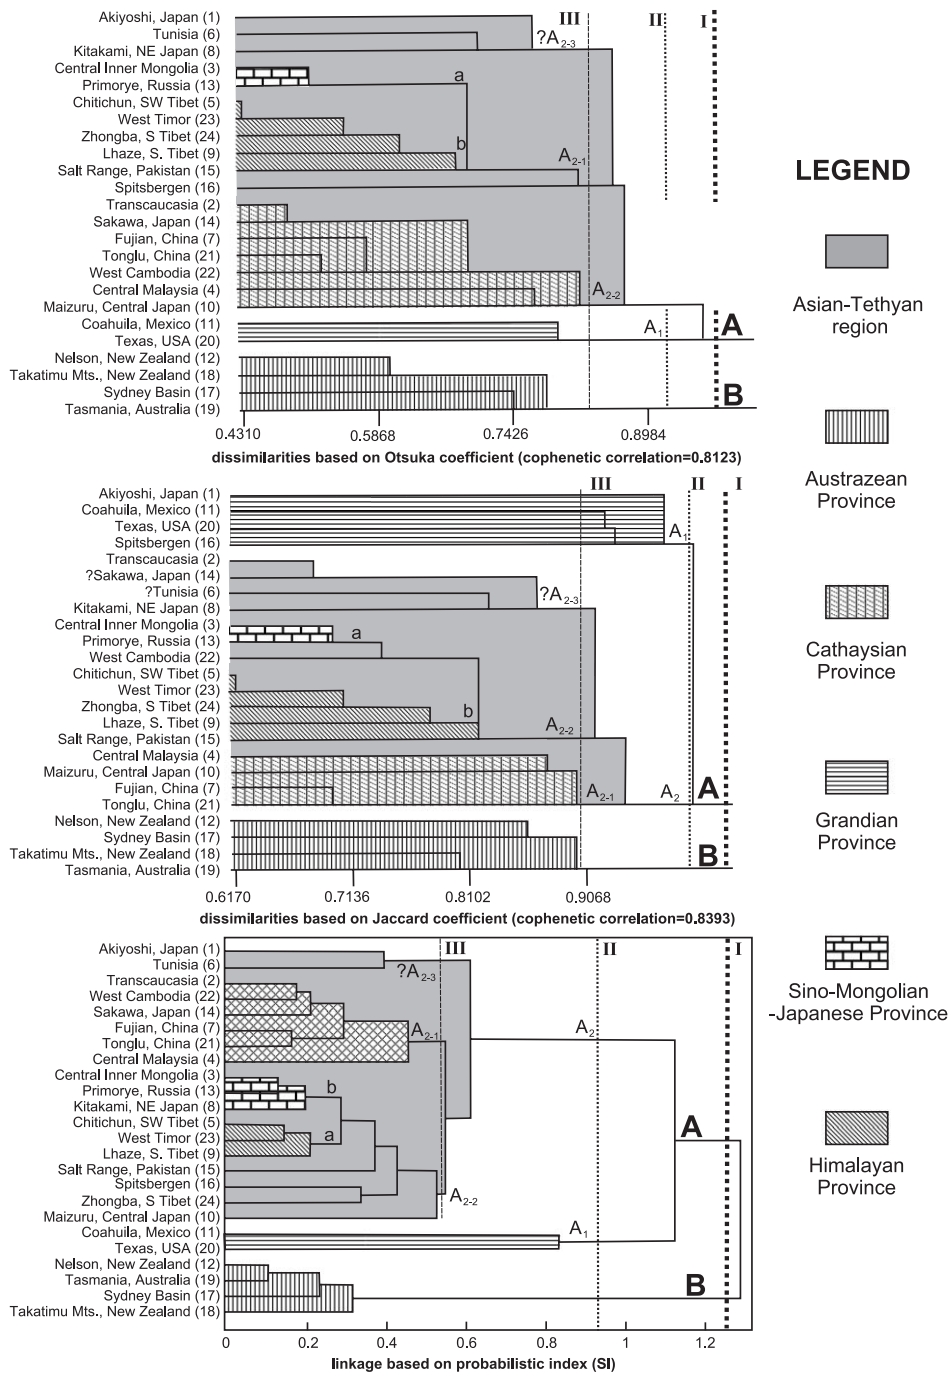 Akiyoshi, Japan (1)
Tunisia (6)
Kitakami, NE Japan (8)
Central Inner Mongolia (3)
Primorye, Russia (13)
Chitichun, SW Tibet (5)
West Timor (23)
Zhongba, S Tibet (24)
Lhaze, S. Tibet (9)
Salt Range, Pakistan (15)
Spitsbergen (16)
Transcaucasia (2)
Sakawa, Japan (14)
Fujian, China (7)
Tonglu, China (21)
West Cambodia (22)
Central Malaysia (4)
Maizuru, Central Japan (10)
Coahuila, Mexico (11)
Texas, USA (20)
Nelson, New Zealand (12)
Takatimu Mts., New Zealand (18)
Sydney Basin (17)
Tasmania, Australia (19)
III
II
I
?A2-3
a
b
A2-1
A2-2
A1
A
B
0.4310
0.5868
0.7426
0.8984
dissimilarities based on Otsuka coefficient (cophenetic correlation=0.8123)
Akiyoshi, Japan (1)
Coahuila, Mexico (11)
Texas, USA (20)
Spitsbergen (16)
Transcaucasia (2)
?Sakawa, Japan (14)
?Tunisia (6)
Kitakami, NE Japan (8)
Central Inner Mongolia (3)
Primorye, Russia (13)
West Cambodia (22)
Chitichun, SW Tibet (5)
West Timor (23)
Zhongba, S Tibet (24)
Lhaze, S. Tibet (9)
Salt Range, Pakistan (15)
Central Malaysia (4)
Maizuru, Central Japan (10)
Fujian, China (7)
Tonglu, China (21)
Nelson, New Zealand (12)
Sydney Basin (17)
Takatimu Mts., New Zealand (18)
Tasmania, Australia (19)
III
II
I
A1
?A2-3
a
b
A2-2
A2-1
A2
A
B
0.6170
0.7136
0.8102
0.9068
dissimilarities based on Jaccard coefficient (cophenetic correlation=0.8393)
Akiyoshi, Japan (1)
Tunisia (6)
Transcaucasia (2)
West Cambodia (22)
Sakawa, Japan (14)
Fujian, China (7)
Tonglu, China (21)
Central Malaysia (4)
Central Inner Mongolia (3)
Primorye, Russia (13)
Kitakami, NE Japan (8)
Chitichun, SW Tibet (5)
West Timor (23)
Lhaze, S. Tibet (9)
Salt Range, Pakistan (15)
Spitsbergen (16)
Zhongba, S Tibet (24)
Maizuru, Central Japan (10)
Coahuila, Mexico (11)
Texas, USA (20)
Nelson, New Zealand (12)
Tasmania, Australia (19)
Sydney Basin (17)
Takatimu Mts., New Zealand (18)
III
II
I
?A2-3
A2-1
A2
b
a
A2-2
A1
A
B
0
0.2
0.4
0.6
0.8
1
1.2
linkage based on probabilistic index (SI)
LEGEND
Asian-Tethyan
region
Austrazean
Province
Cathaysian
Province
Grandian
Province
Sino-Mongolian
-Japanese Province
Himalayan
Province